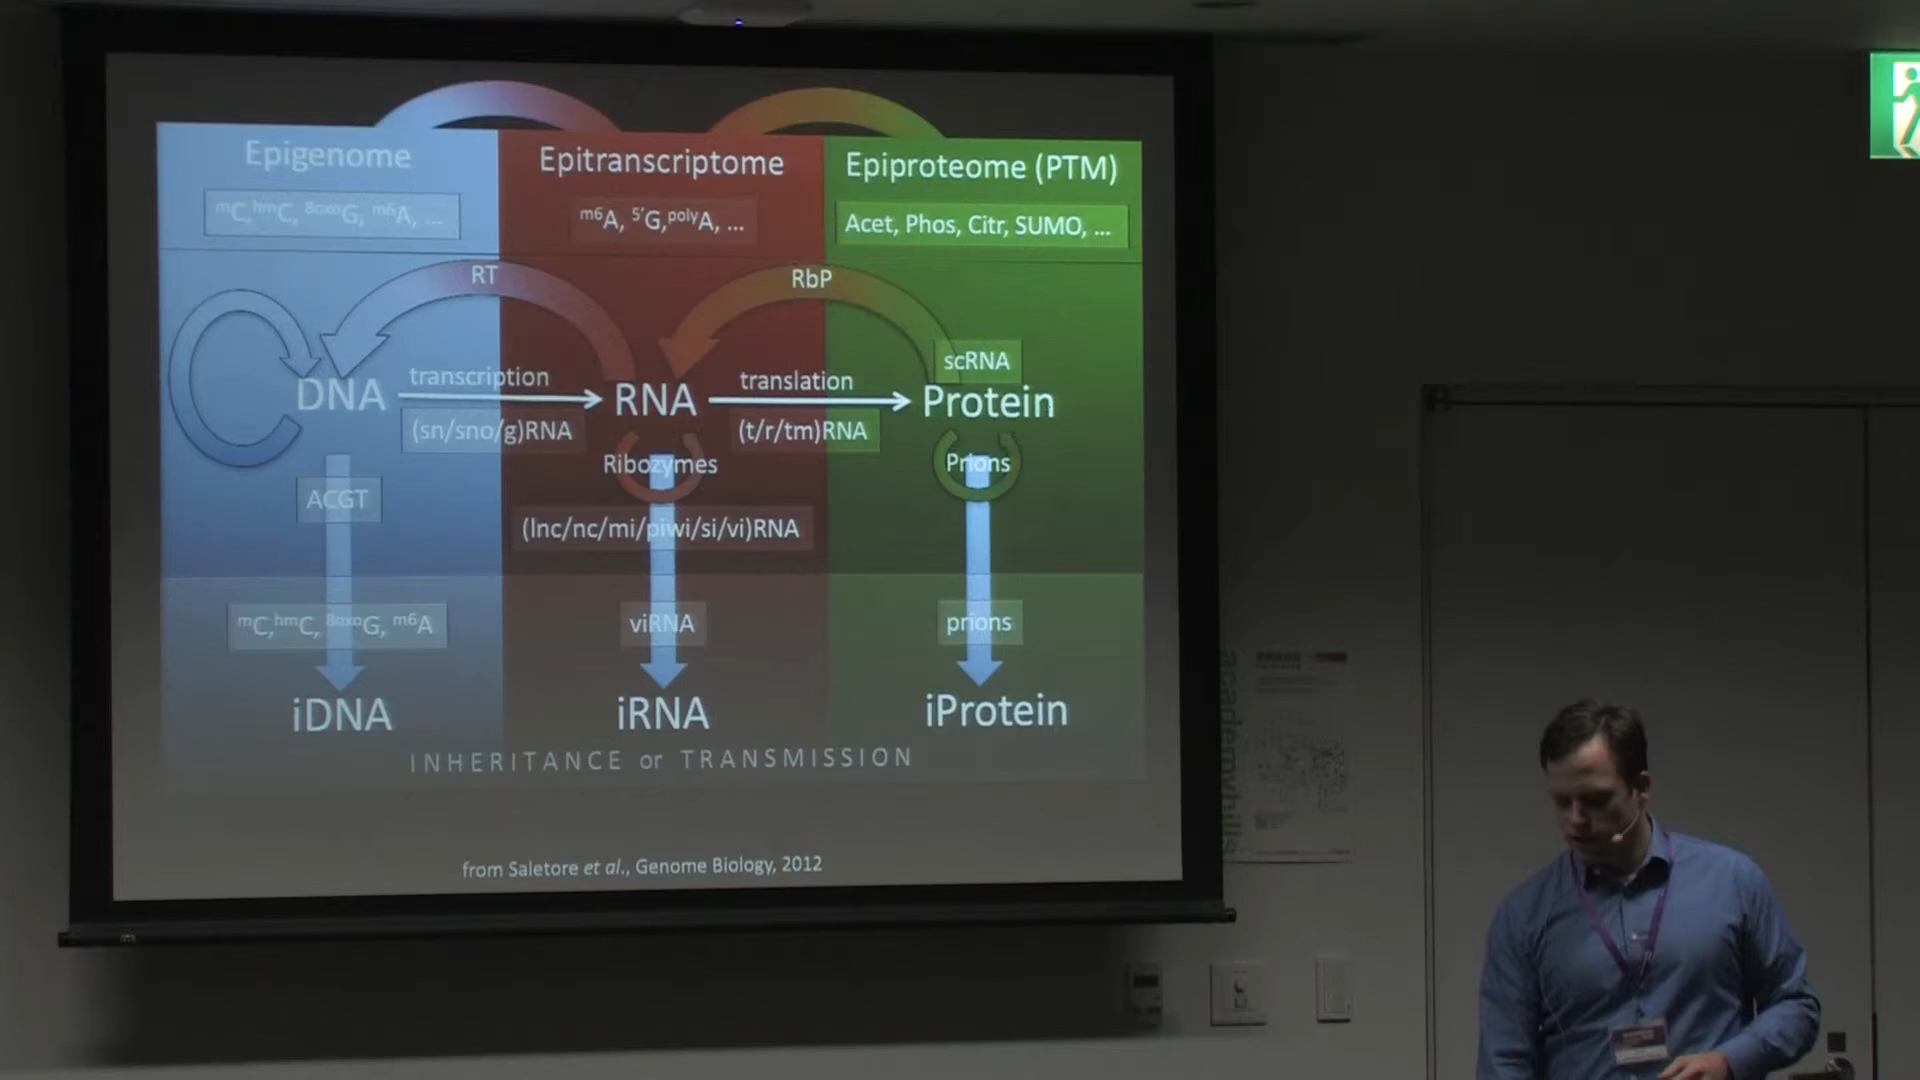 Epigenome
Epitranscriptome
Epiproteome (PTM)
mC, hmC, 8oxoG, m6A, ...
m6A, 5'G, polyA, ...
Acet, Phos, Citr, SUMO, ...
RT
RbP
scRNA
DNA
transcription
RNA
translation
Protein
(sn/sno/g)RNA
(t/r/tm)RNA
Ribozymes
Prions
ACGT
(lnc/nc/mi/piwi/si/vi)RNA
mC, hmC, 8oxoG, m6A
viRNA
prions
iDNA
iRNA
iProtein
INHERITANCE or TRANSMISSION
from Saletore et al., Genome Biology, 2012
academyhills